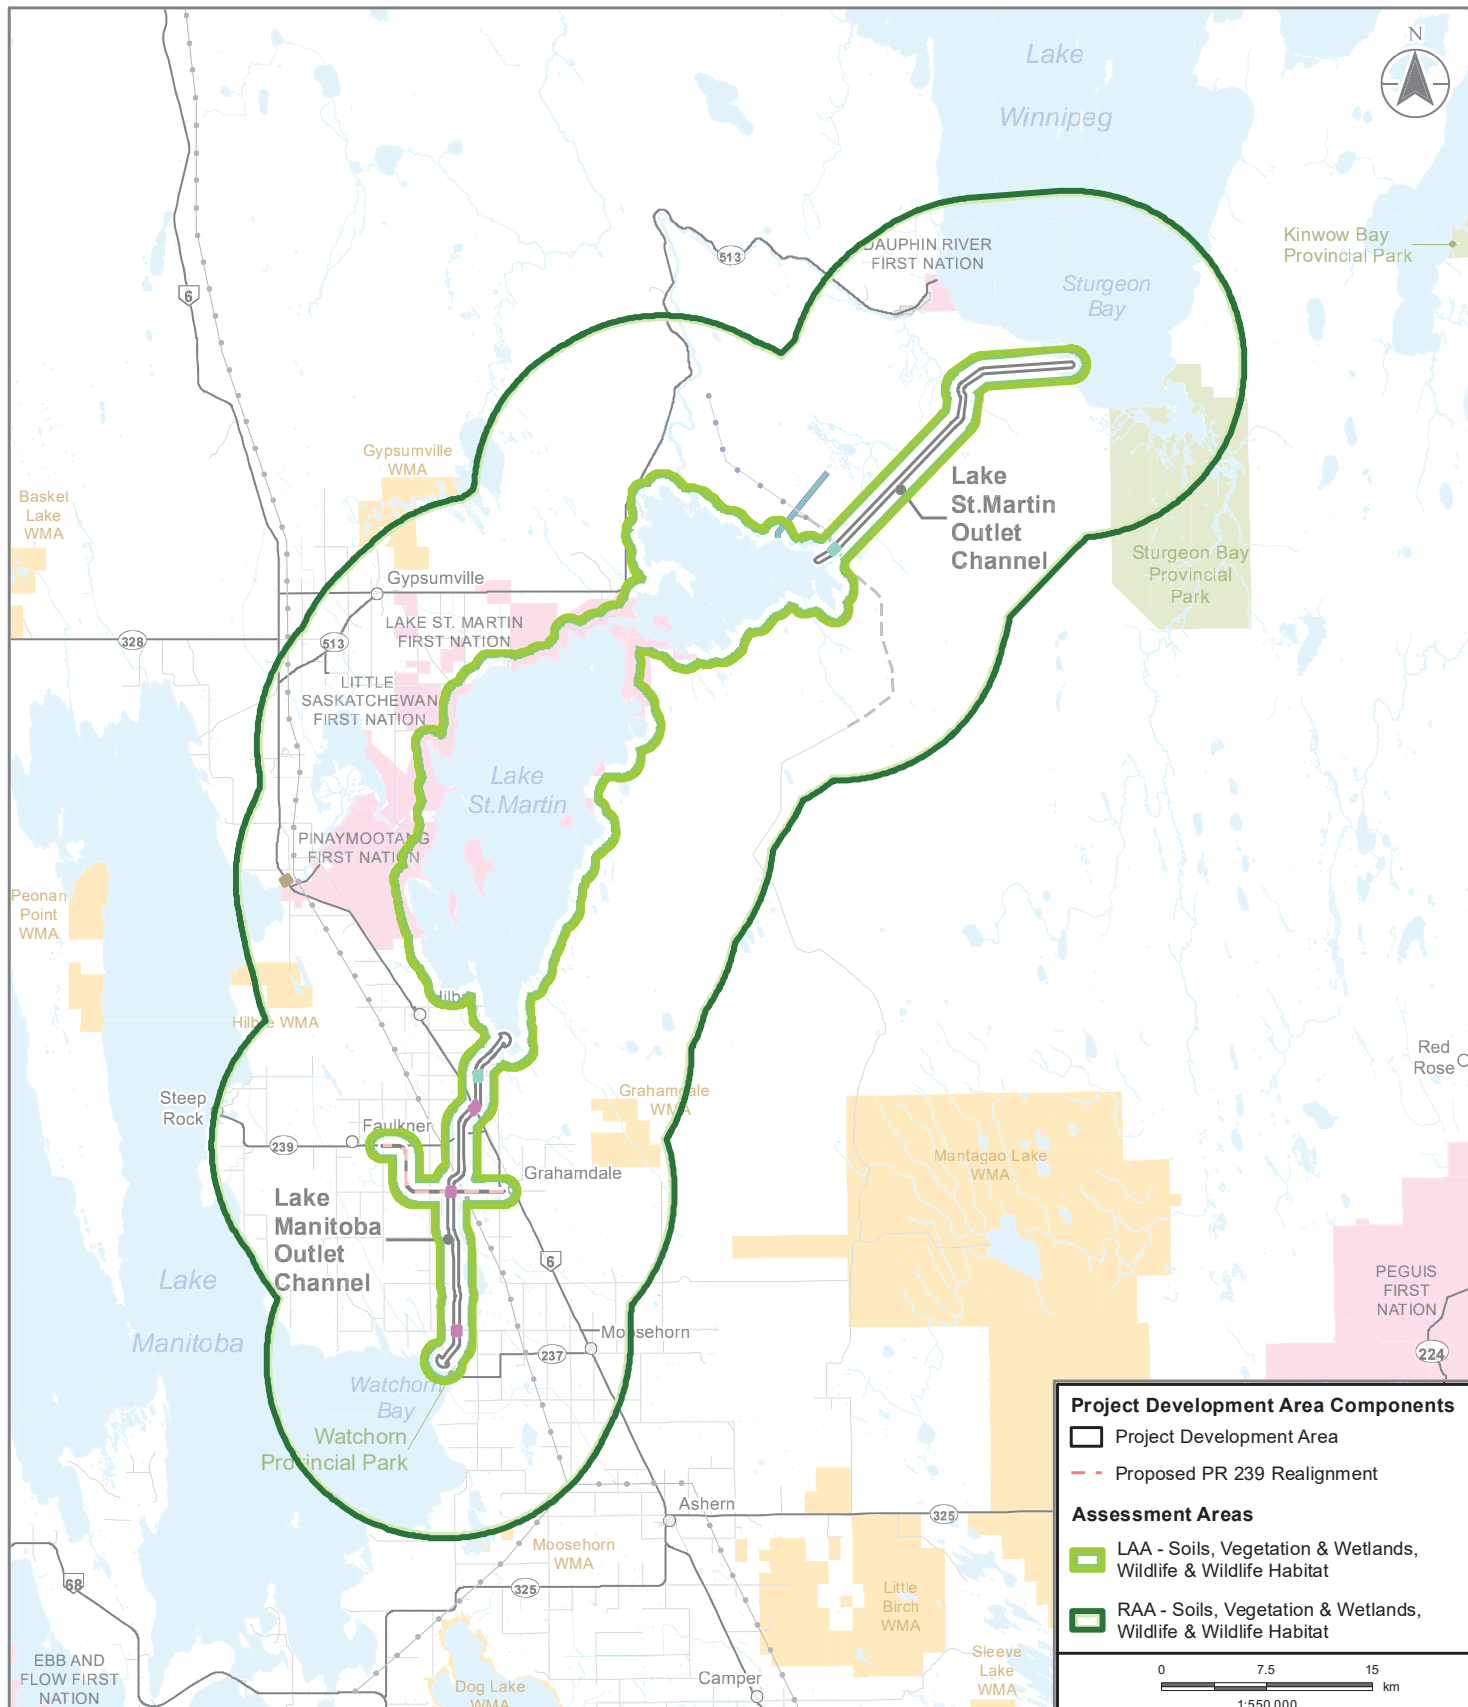 N
Lake
Winnipeg
Kinwow Bay
Provincial Park
DAUPHIN RIVER
FIRST NATION
513
Sturgeon
Bay
6
Gypsumville
WMA
Basket
Lake
WMA
Lake
St.Martin
Outlet
Channel
Sturgeon Bay
Provincial
Park
Gypsumville
LAKE ST. MARTIN
FIRST NATION
328
513
LITTLE
SASKATCHEWAN
FIRST NATION
Lake
St.Martin
PINAYMOOTANG
FIRST NATION
Peonan
Point
WMA
Hilbre
Hilbre WMA
Red
Rose
Steep
Rock
Grahamdale
WMA
Faulkner
239
Mantagao Lake
WMA
Grahamdale
Lake
Manitoba
Outlet
Channel
6
Lake
Manitoba
PEGUIS
FIRST
NATION
Moosehorn
237
224
Watchorn
Bay
Watchorn
Provincial Park
Ashern
325
Moosehorn
WMA
68
325
Little
Birch
WMA
EBB AND
FLOW FIRST
NATION
Dog Lake
WMA
Camper
Sleeve
Lake
WMA
Project Development Area Components
Project Development Area
Proposed PR 239 Realignment
Assessment Areas
LAA - Soils, Vegetation & Wetlands,
Wildlife & Wildlife Habitat
RAA - Soils, Vegetation & Wetlands,
Wildlife & Wildlife Habitat
0 7.5 15
km
1:550,000